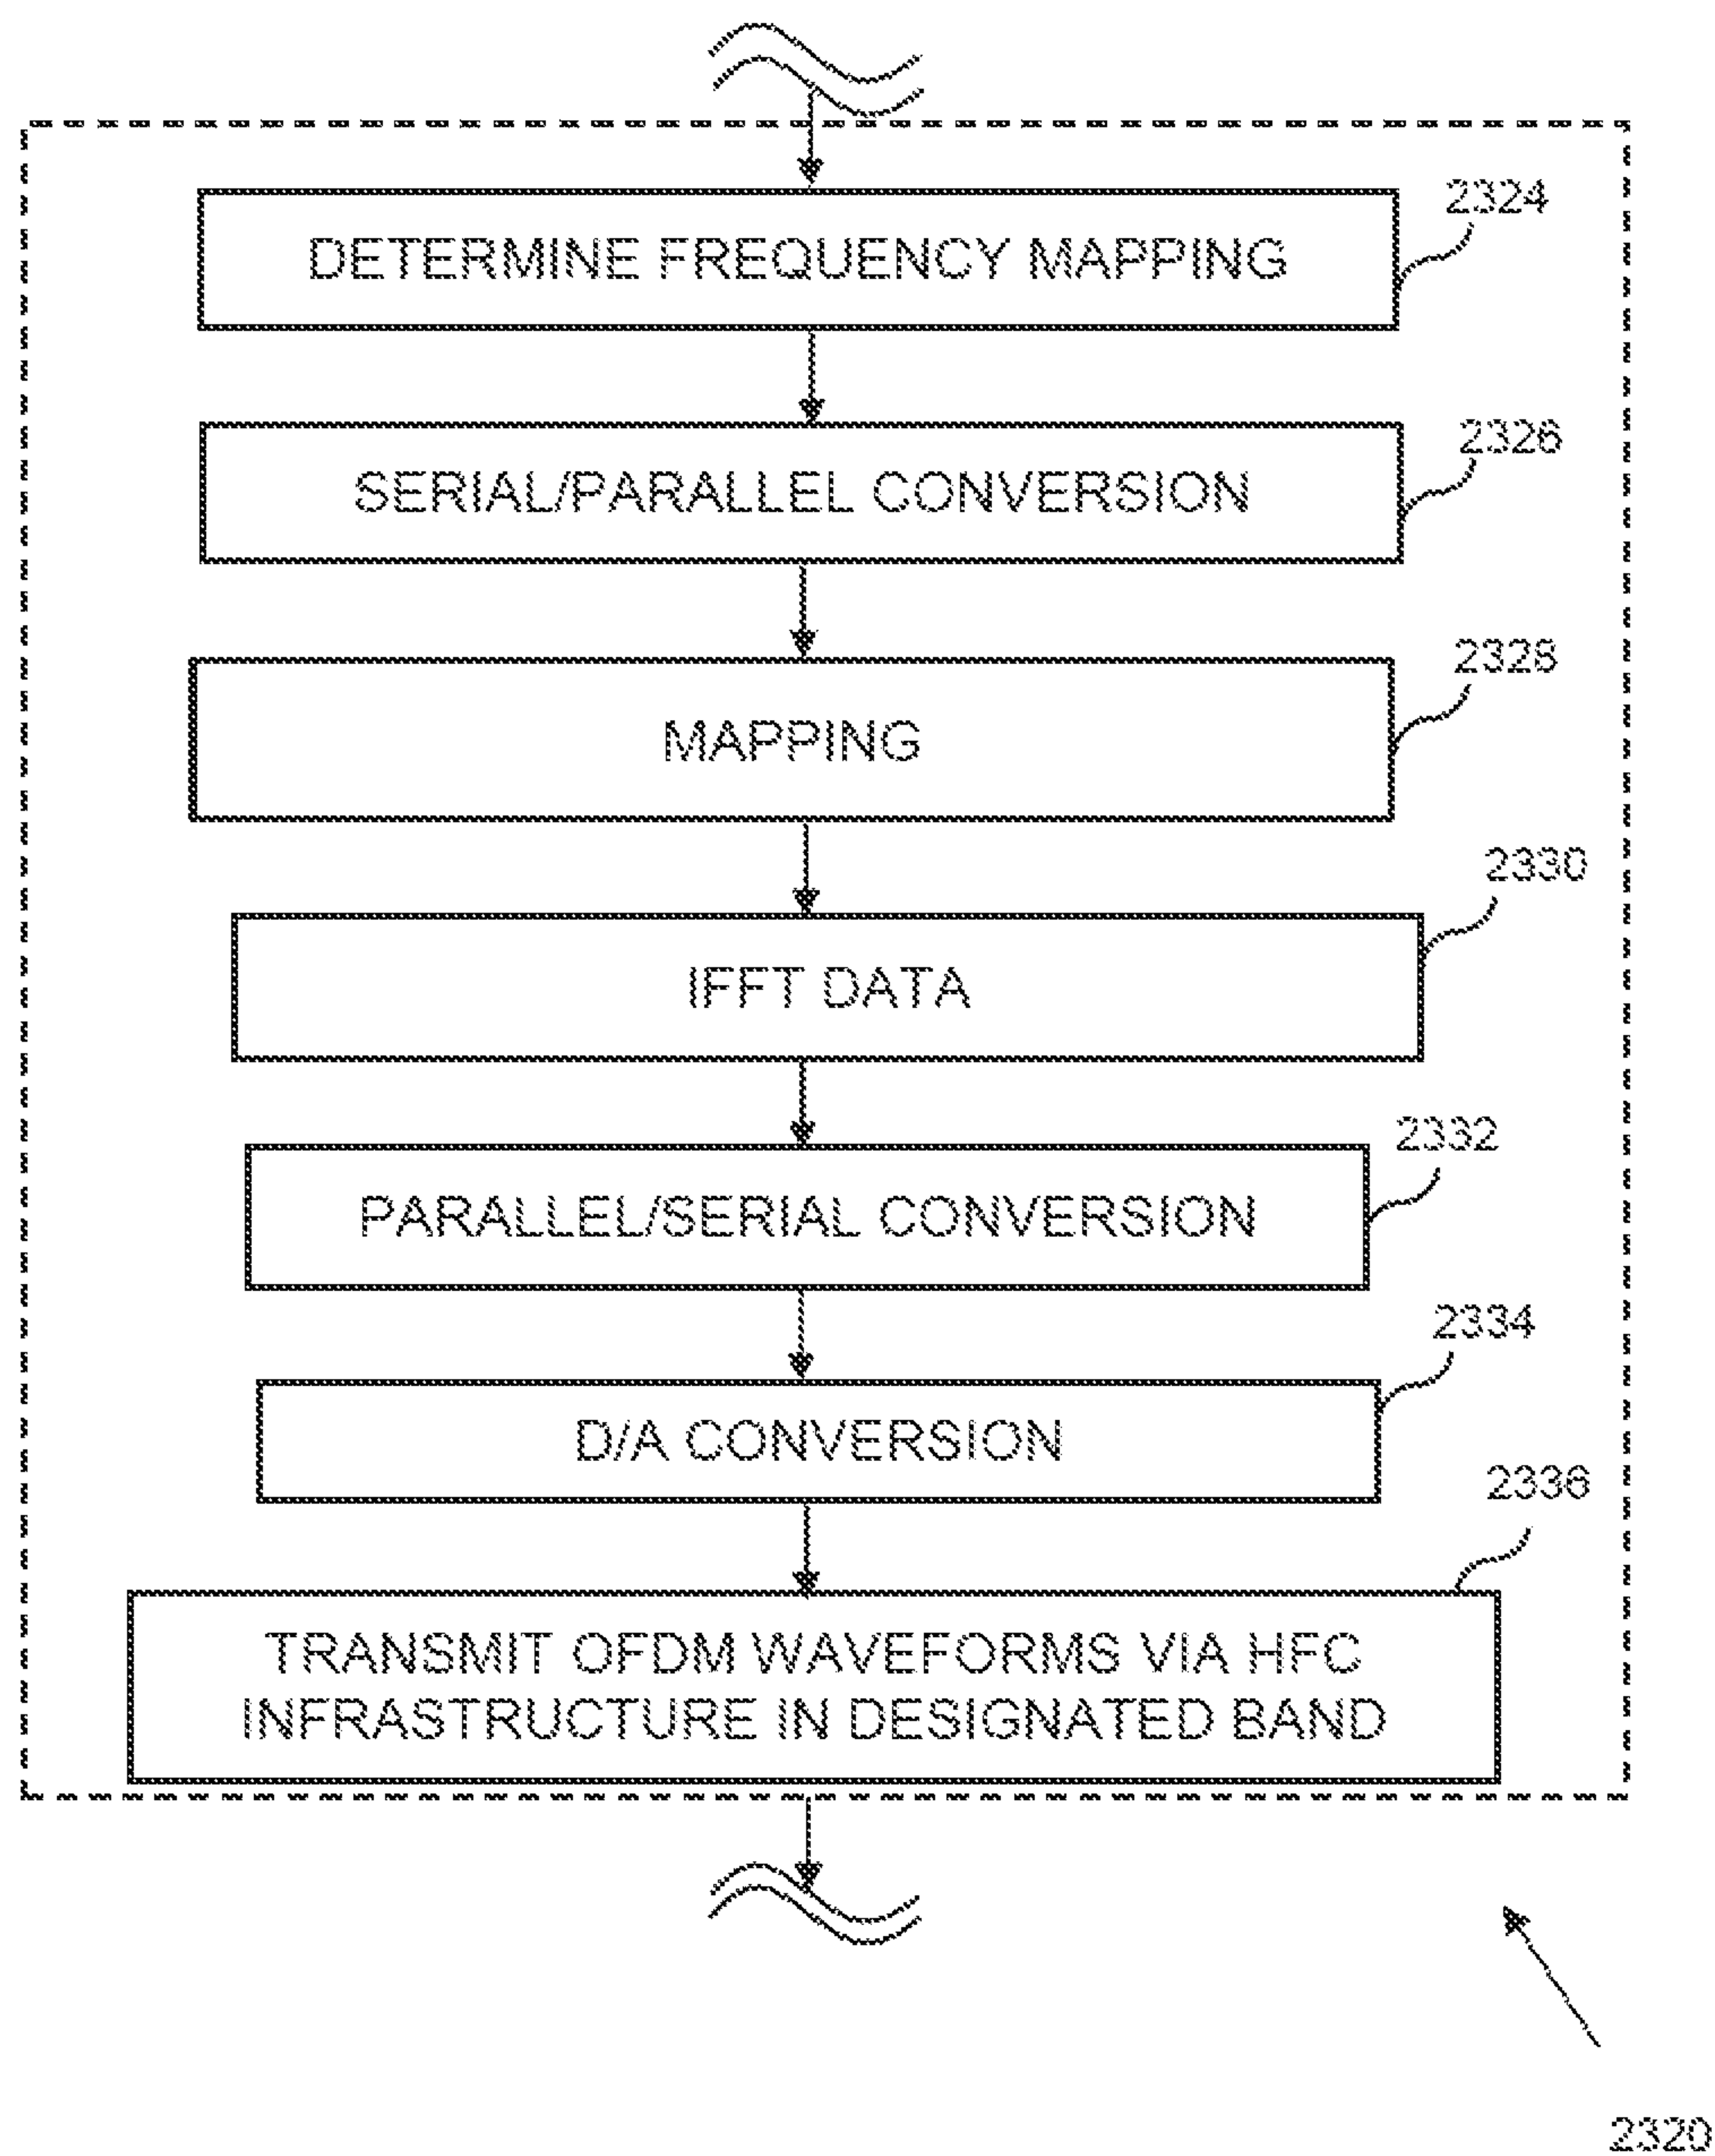 2324
DETERMINE FREQUENCY MAPPING
2326
SERIAL/PARALLEL CONVERSION
2328
MAPPING
2330
IFFT DATA
2332
PARALLEL/SERIAL CONVERSION
2334
D/A CONVERSION
2336
TRANSMIT OFDM WAVEFORMS VIA HFC
INFRASTRUCTURE IN DESIGNATED BAND
2320